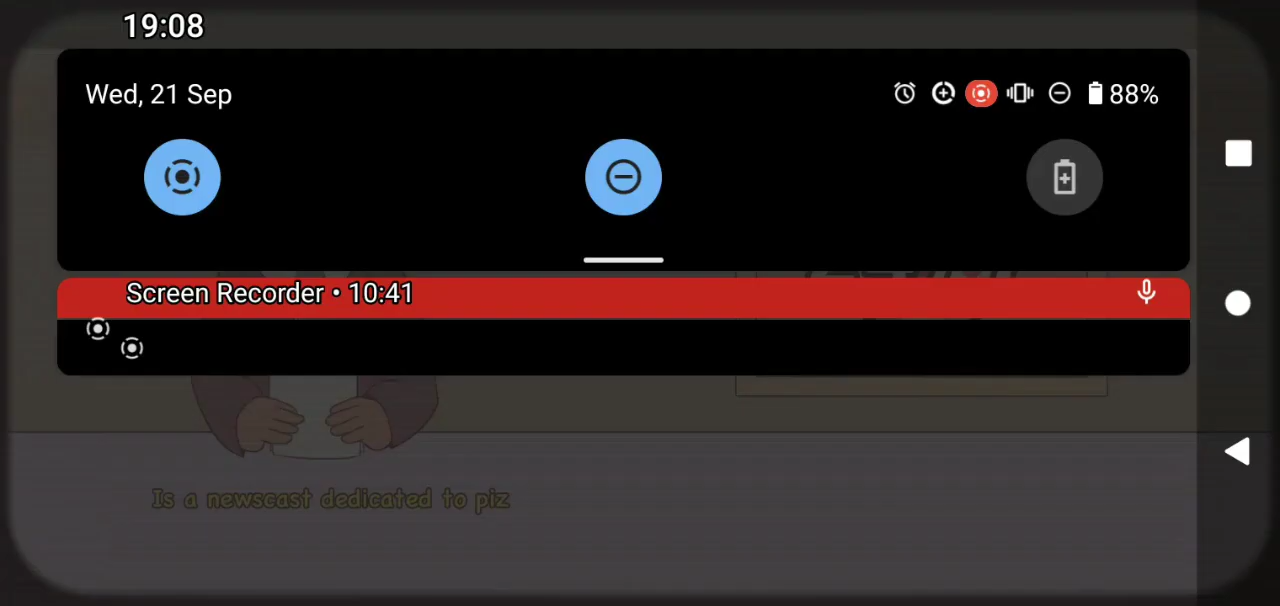 19:08
Wed, 21 Sep
88%
Screen Recorder • 10:41
Is a newscast dedicated to piz